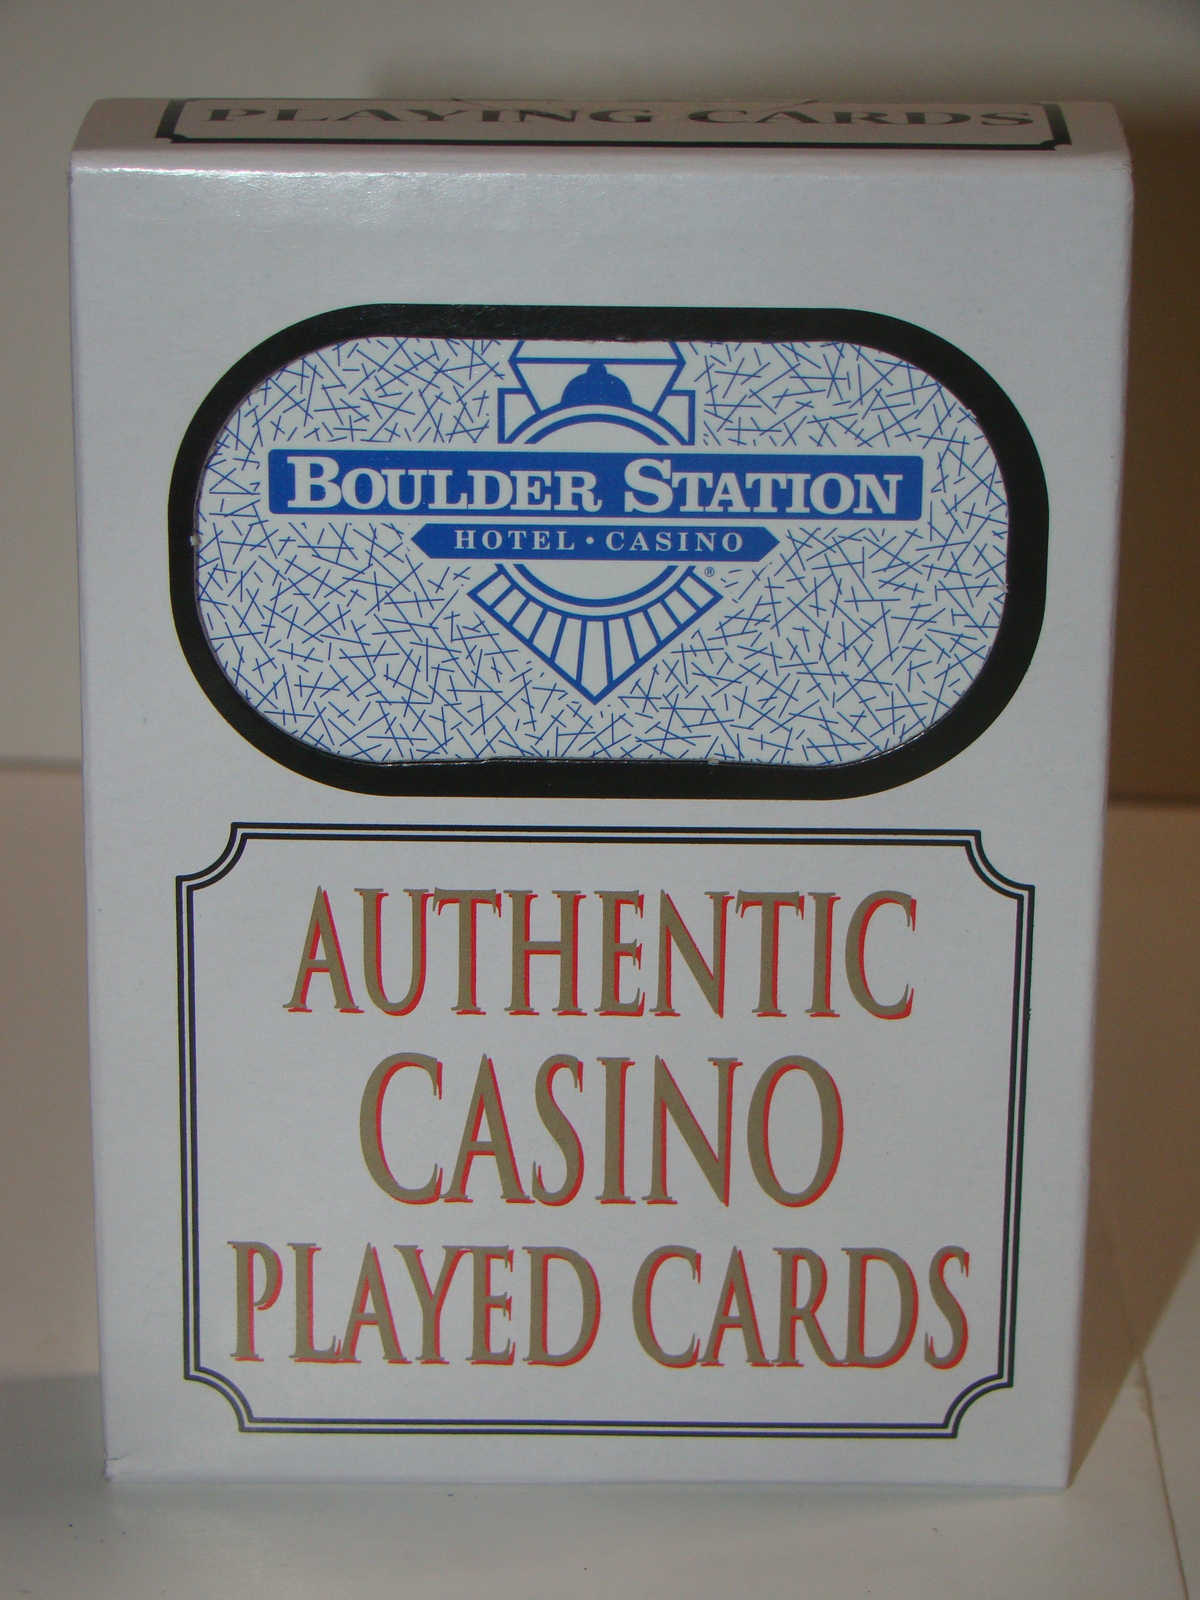 PLAYING CARDS
BOULDER STATION
HOTEL • CASINO
®
AUTHENTIC
CASINO
PLAYED CARDS